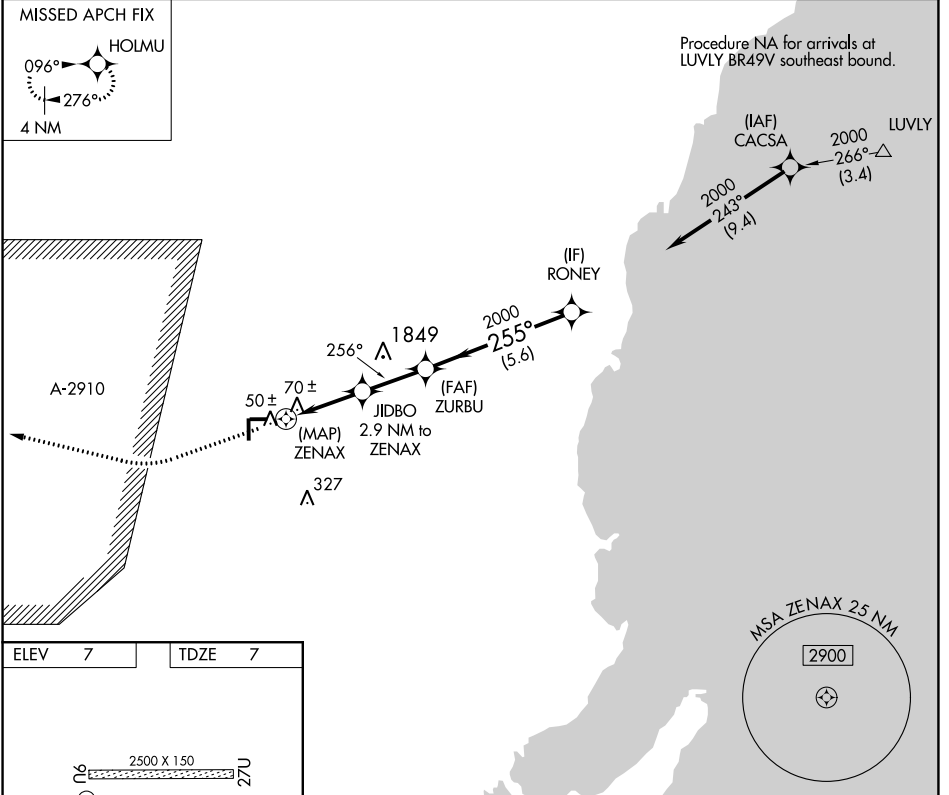 MISSED APCH FIX
HOLMU
096°
276°
4 NM
Procedure NA for arrivals at
LUVLY BR49V southeast bound.
(IAF)
CACSA
LUVLY
2000
266°
(3.4)
2000
243°
(9.4)
(IF)
RONEY
2000
255°
(5.6)
256°
1849
(FAF)
ZURBU
JIDBO
2.9 NM to
ZENAX
A-2910
50 ±
70 ±
(MAP)
ZENAX
327
MSA ZENAX 25 NM
2900
ELEV 7
TDZE 7
2500 X 150
09U
27U